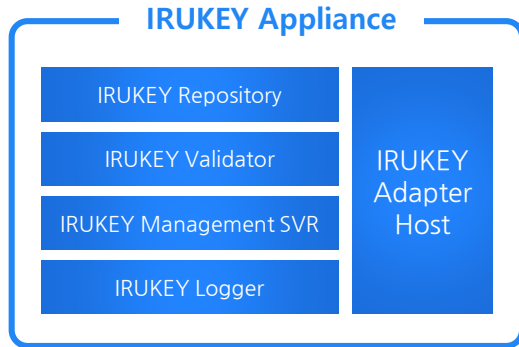 IRUKEY Appliance
IRUKEY Repository
IRUKEY Validator
IRUKEY Management SVR
IRUKEY Logger
IRUKEY
Adapter
Host